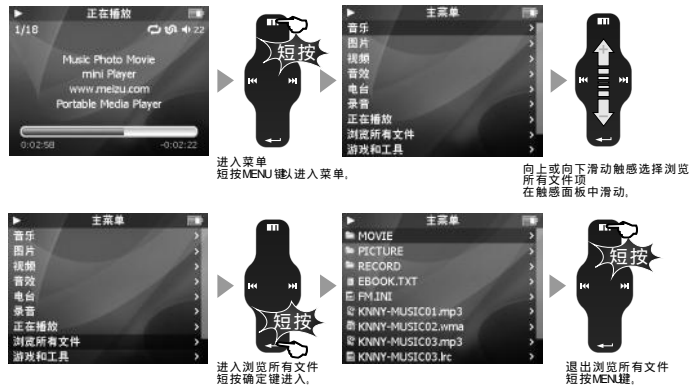 正在播放
1/18
22
Music Photo Movie
mini Player
www.meizu.com
Portable Media Player
0:02:58
-0:02:22
短按
进入菜单
短按MENU键以进入菜单。
主菜单
音乐
图片
视频
音效
电台
录音
正在播放
浏览所有文件
游戏和工具
向上或向下滑动触感选择浏览
所有文件项
在触感面板中滑动。
主菜单
音乐
图片
视频
音效
电台
录音
正在播放
浏览所有文件
游戏和工具
短按
进入浏览所有文件
短按确定键进入。
主菜单
MOVIE
PICTURE
RECORD
EBOOK.TXT
FM.INI
KNNY-MUSIC01.mp3
KNNY-MUSIC02.wma
KNNY-MUSIC03.mp3
KNNY-MUSIC03.lrc
短按
退出浏览所有文件
短按MENU键。